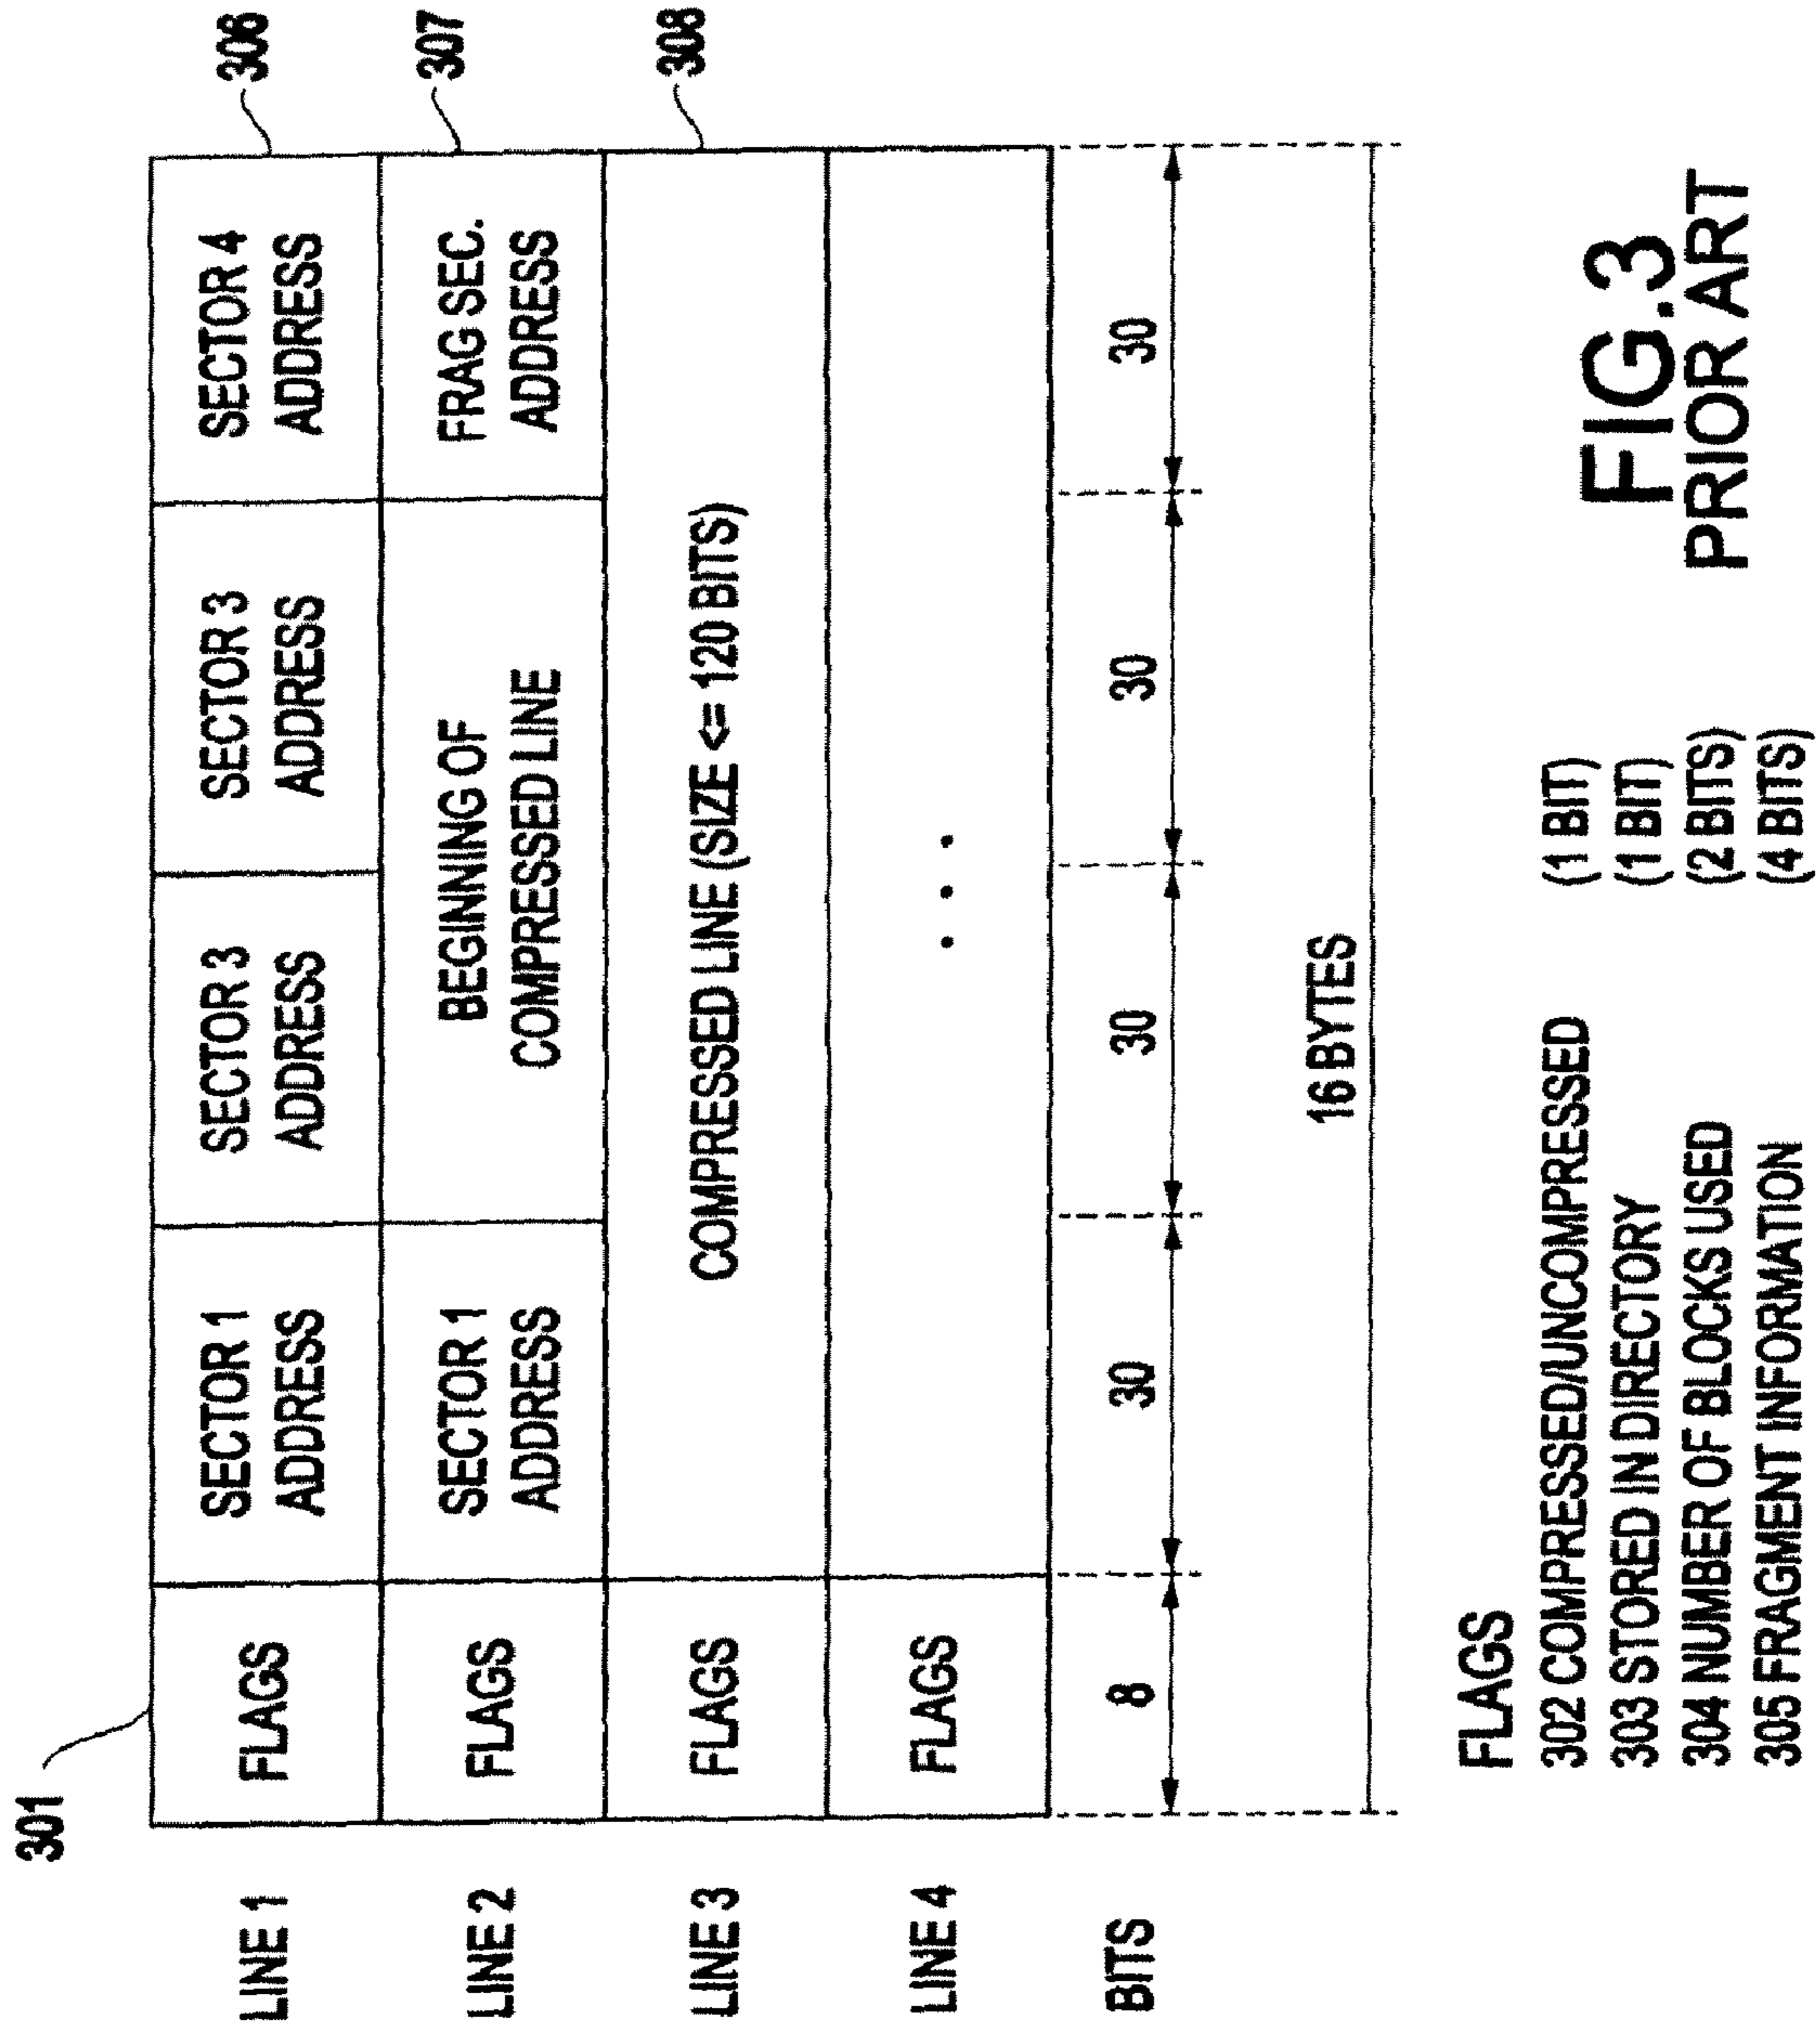 301
306
307
308
LINE 1
FLAGS
SECTOR 1
ADDRESS
SECTOR 3
ADDRESS
SECTOR 3
ADDRESS
SECTOR 4
ADDRESS
LINE 2
FLAGS
SECTOR 1
ADDRESS
BEGINNING OF
COMPRESSED LINE
FRAG SEC.
ADDRESS
LINE 3
FLAGS
COMPRESSED LINE (SIZE <= 120 BITS)
LINE 4
FLAGS
. . .
BITS
8
30
30
30
30
16 BYTES
FLAGS
302 COMPRESSED/UNCOMPRESSED (1 BIT)
303 STORED IN DIRECTORY (1 BIT)
304 NUMBER OF BLOCKS USED (2 BITS)
305 FRAGMENT INFORMATION (4 BITS)
FIG.3
PRIOR ART